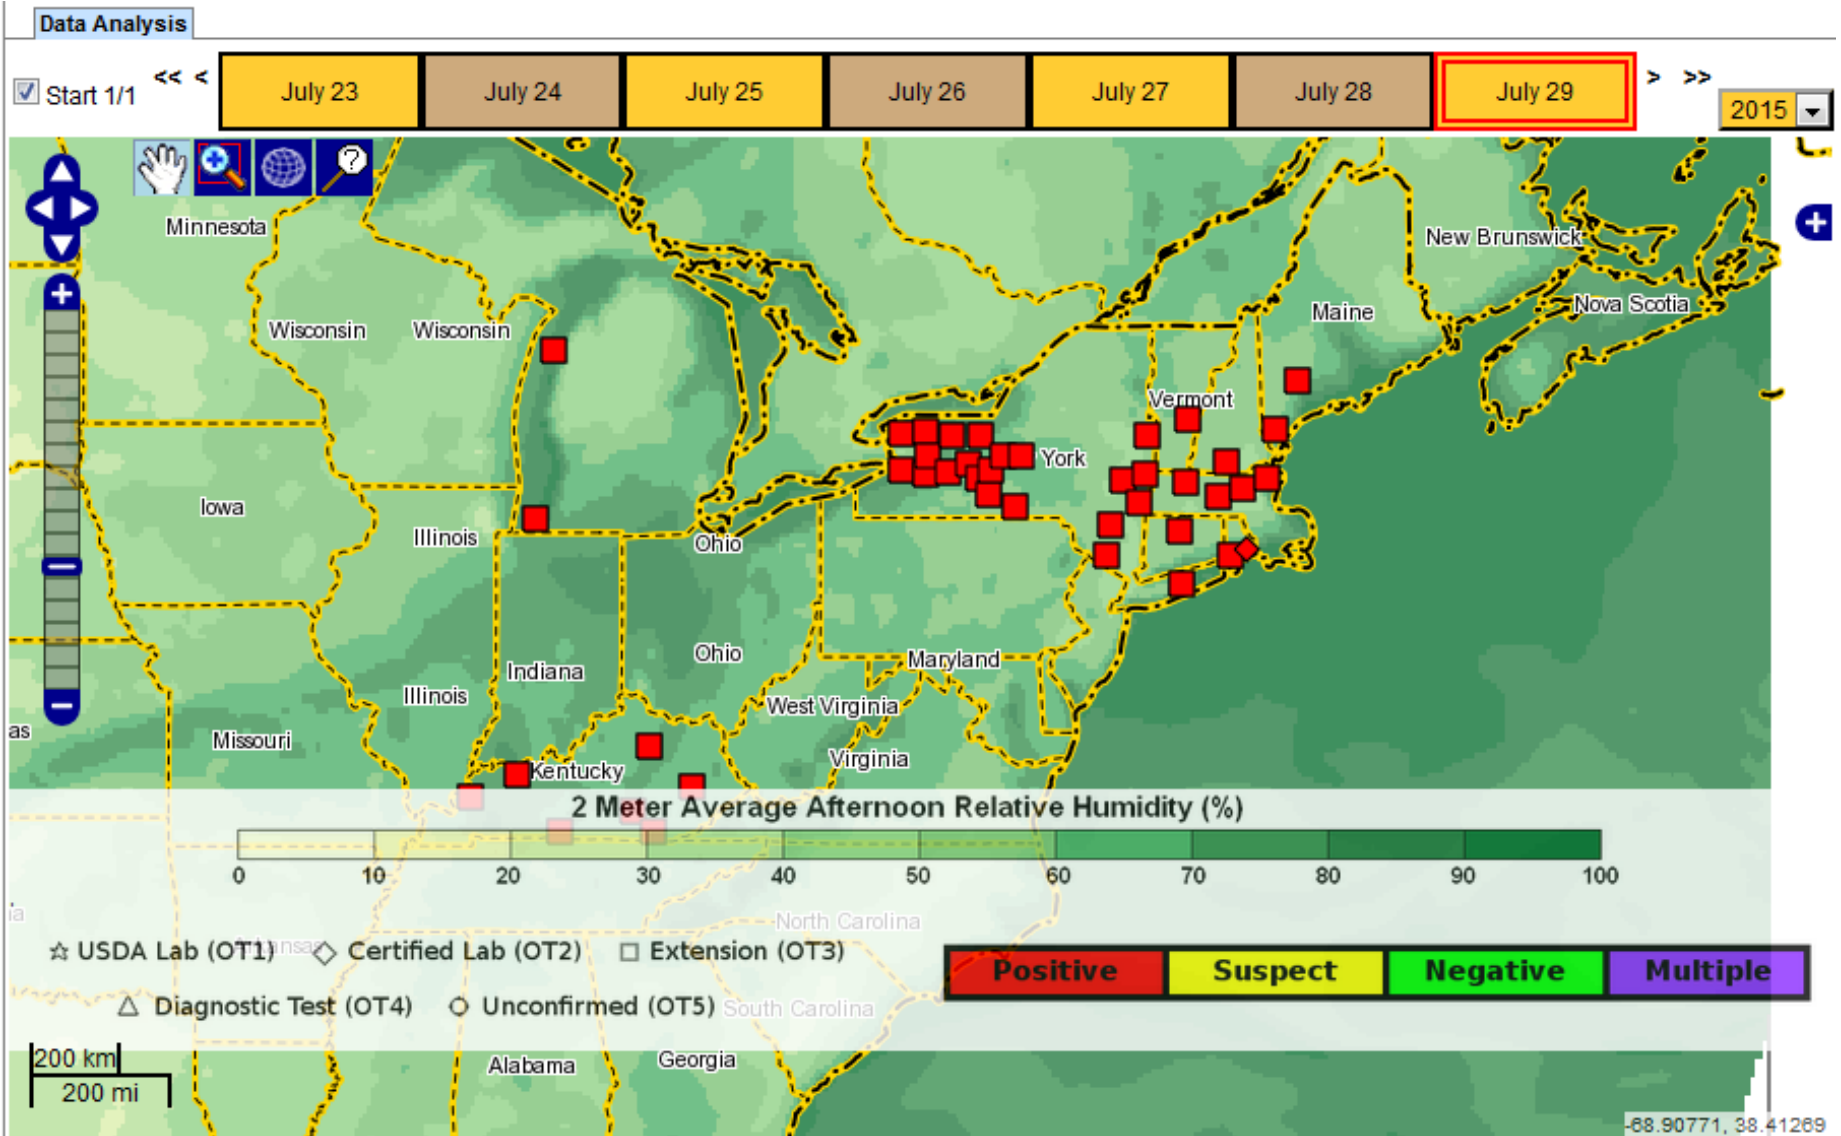 Data Analysis
Start 1/1 << < July 23 July 24 July 25 July 26 July 27 July 28 July 29 > >>
2015
?
Minnesota
New Brunswick
Nova Scotia
Maine
Wisconsin Wisconsin
Vermont
York
Iowa
Illinois
Ohio
Ohio
Maryland
Indiana
Illinois
West Virginia
as
Missouri
Virginia
Kentucky
2 Meter Average Afternoon Relative Humidity (%)
0 10 20 30 40 50 60 70 80 90 100
ia
North Carolina
Arkansas
USDA Lab (OT1) Certified Lab (OT2) Extension (OT3)
Positive Suspect Negative Multiple
Diagnostic Test (OT4) Unconfirmed (OT5)
South Carolina
200 km
200 mi
Alabama
Georgia
-68.90771, 38.41269